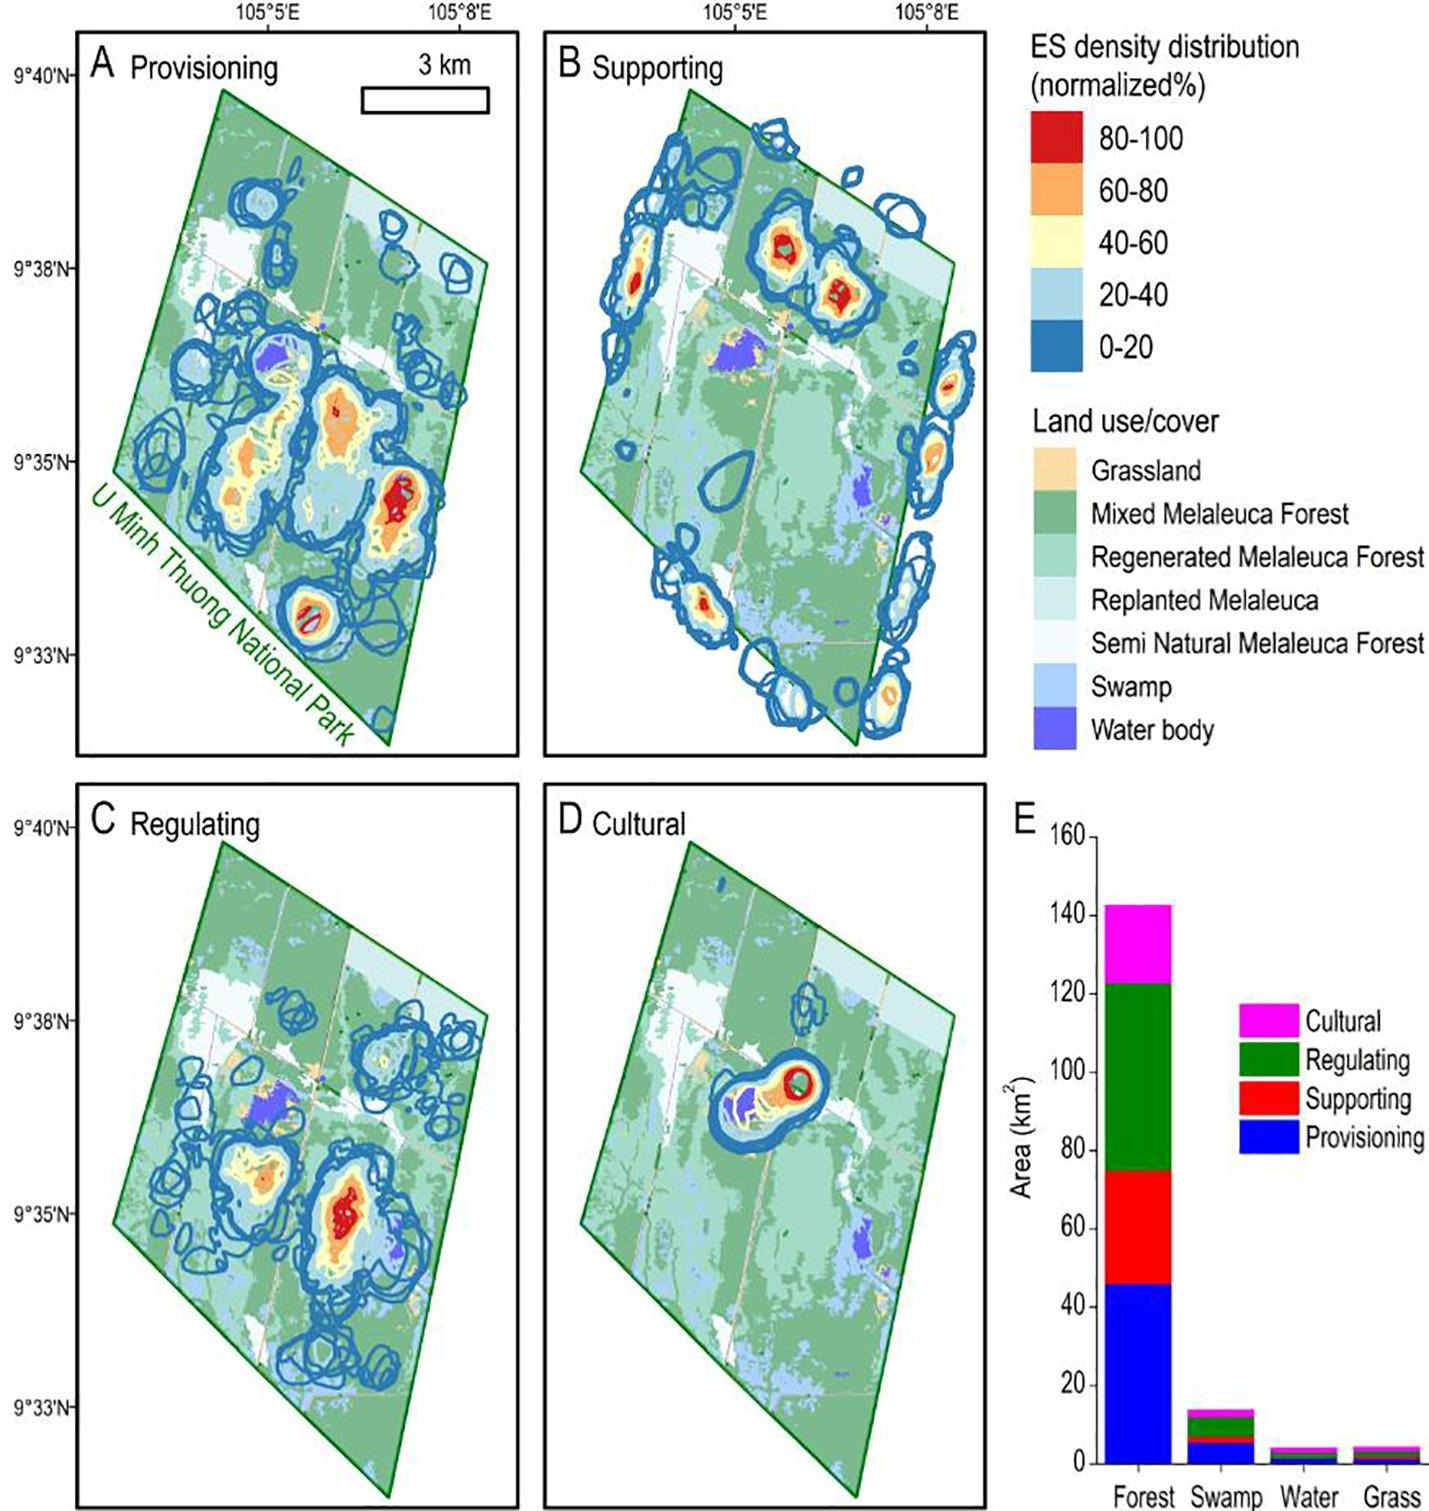 105°5'E
105°8'E
105°5'E
105°8'E
9°40'N
9°38'N
9°35'N
9°33'N
A Provisioning
3 km
U Minh Thuong National Park
B Supporting
ES density distribution
(normalized%)
80-100
60-80
40-60
20-40
0-20
Land use/cover
Grassland
Mixed Melaleuca Forest
Regenerated Melaleuca Forest
Replanted Melaleuca
Semi Natural Melaleuca Forest
Swamp
Water body
9°40'N
9°38'N
9°35'N
9°33'N
C Regulating
D Cultural
E
Area (km²)
160
140
120
100
80
60
40
20
0
Cultural
Regulating
Supporting
Provisioning
Forest
Swamp
Water
Grass